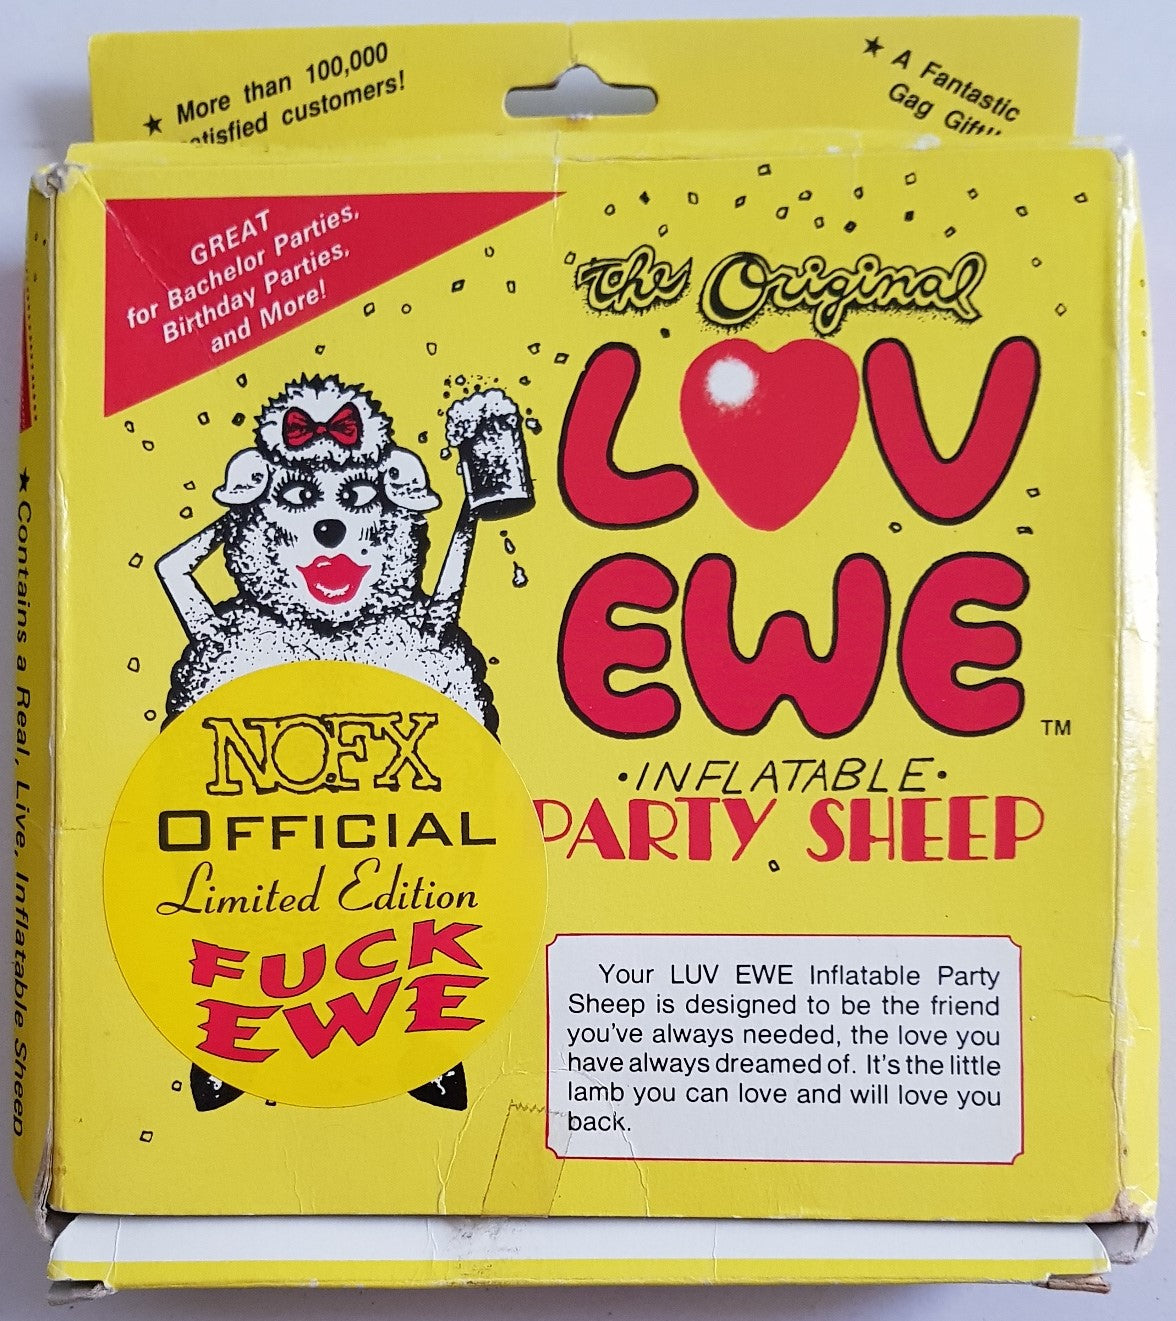 ★ More than 100,000
satisfied customers!
★ A Fantastic
Gag Gift!!
GREAT
for Bachelor Parties,
Birthday Parties,
and More!
The Original
LUV
EWE
TM
•INFLATABLE•
PARTY SHEEP
NOFX
OFFICIAL
Limited Edition
FUCK
EWE
Your LUV EWE Inflatable Party
Sheep is designed to be the friend
you've always needed, the love you
have always dreamed of. It's the little
lamb you can love and will love you
back.
★ Contains a Real, Live, Inflatable Sheep